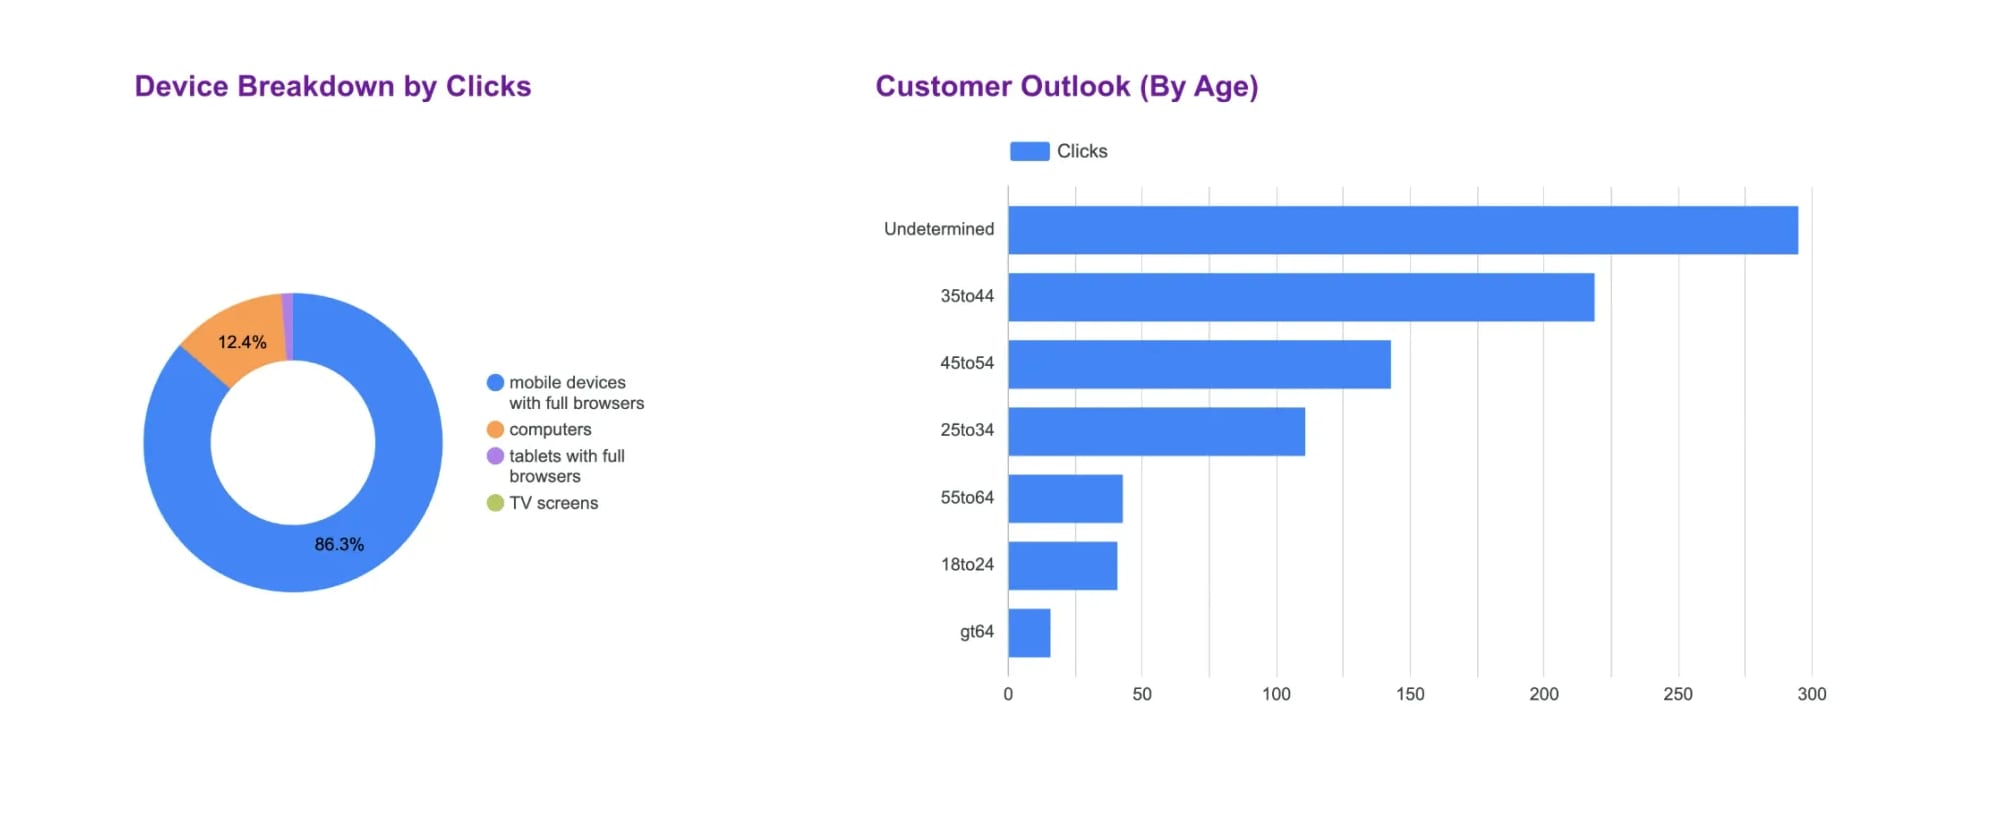 Device Breakdown by Clicks
12.4%
86.3%
mobile devices
with full browsers
computers
tablets with full
browsers
TV screens
Customer Outlook (By Age)
Clicks
Undetermined
35to44
45to54
25to34
55to64
18to24
gt64
0 50 100 150 200 250 300